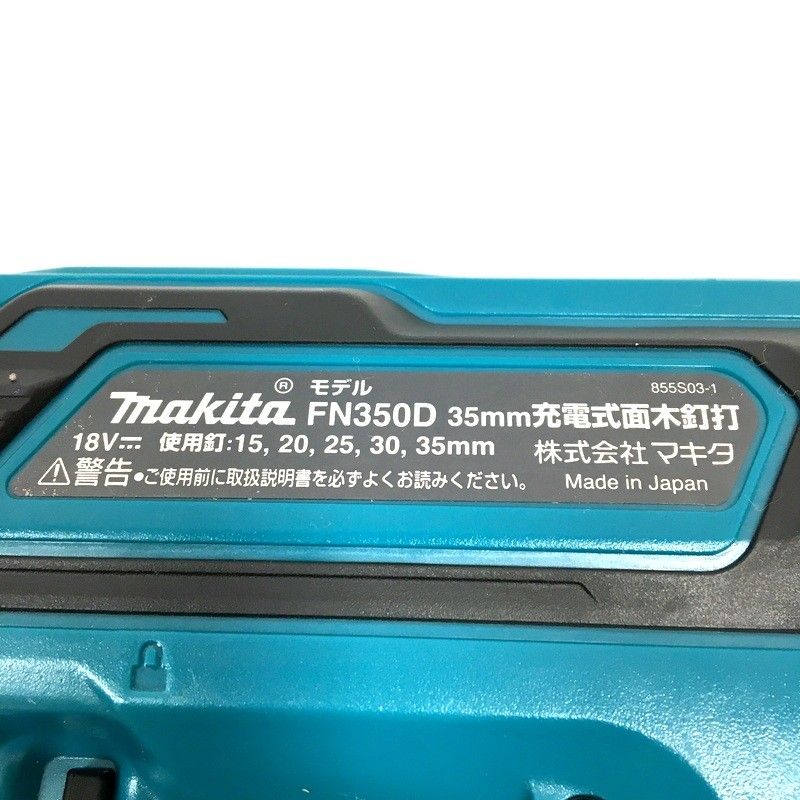 makita® モデル FN350D 35mm充電式面木釘打 855S03-1
18V⎓ 使用釘:15, 20, 25, 30, 35mm 株式会社 マキタ
⚠警告 •ご使用前に取扱説明書を必ずよくお読みください。 Made in Japan